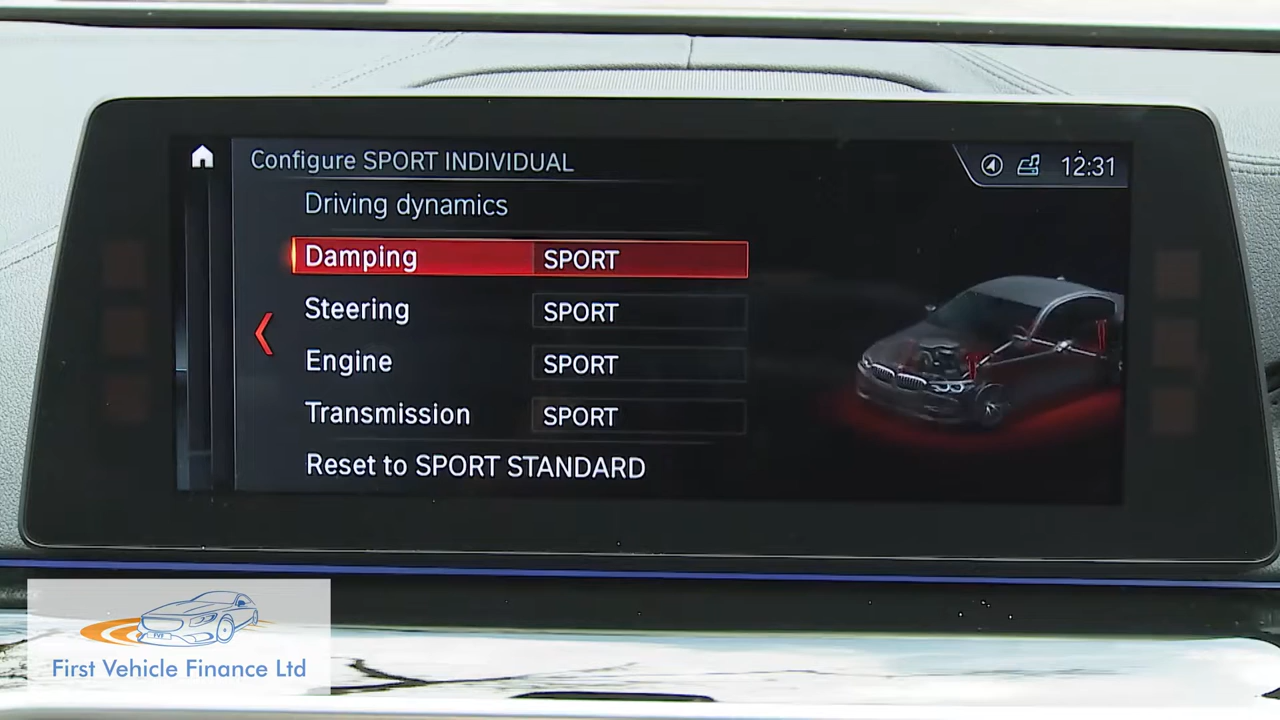 Configure SPORT INDIVIDUAL
12:31
Driving dynamics
Damping SPORT
Steering SPORT
Engine SPORT
Transmission SPORT
Reset to SPORT STANDARD
FVF
First Vehicle Finance Ltd